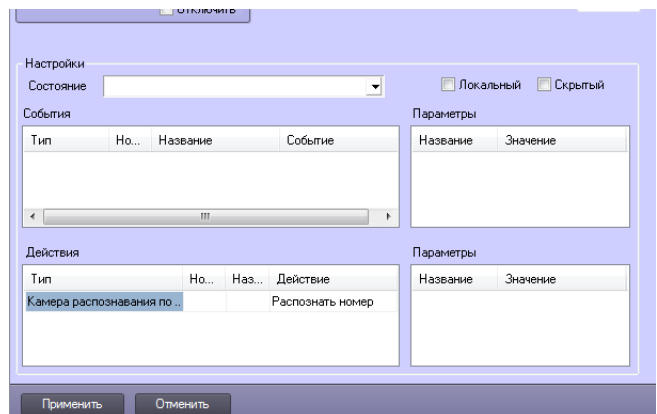 Отключить
Настройки
Состояние
Локальный Скрытый
События Параметры
Тип Но... Название Событие Название Значение
Действия Параметры
Тип Но... Наз... Действие Название Значение
Камера распознавания по .. Распознать номер
Применить Отменить